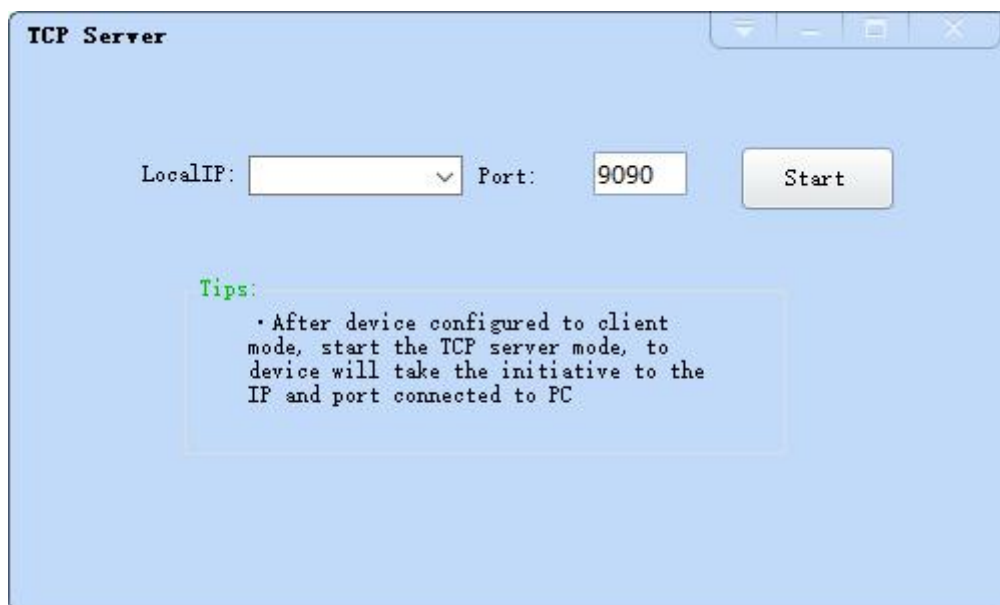 TCP Server
LocalIP: Port: 9090 Start
Tips:
·After device configured to client
mode, start the TCP server mode, to
device will take the initiative to the
IP and port connected to PC